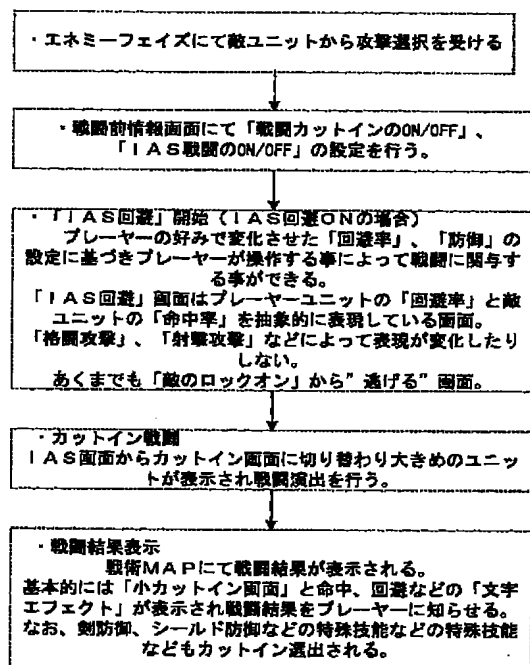 ・エネミーフェイズにて敵ユニットから攻撃選択を受ける
・戦闘前情報画面にて「戦闘カットインのON/OFF」、
「IAS戦闘のON/OFF」の設定を行う。
・「IAS回避」開始(IAS回避ONの場合)
プレーヤーの好みで変化させた「回避率」、「防御」の
設定に基づきプレーヤーが操作する事によって戦闘に関与す
る事ができる。
「IAS回避」画面はプレーヤーユニットの「回避率」と敵
ユニットの「命中率」を抽象的に表現している画面。
「格闘攻撃」、「射撃攻撃」などによって表現が変化したり
しない。
あくまでも「敵のロックオン」から"逃げる"画面。
・カットイン戦闘
IAS画面からカットイン画面に切り替わり大きめのユニッ
トが表示され戦闘演出を行う。
・戦闘結果表示
戦術MAPにて戦闘結果が表示される。
基本的には「小カットイン画面」と命中、回避などの「文字
エフェクト」が表示され戦闘結果をプレーヤーに知らせる。
なお、剣防御、シールド防御などの特殊技能などの特殊技能
などもカットイン選出される。